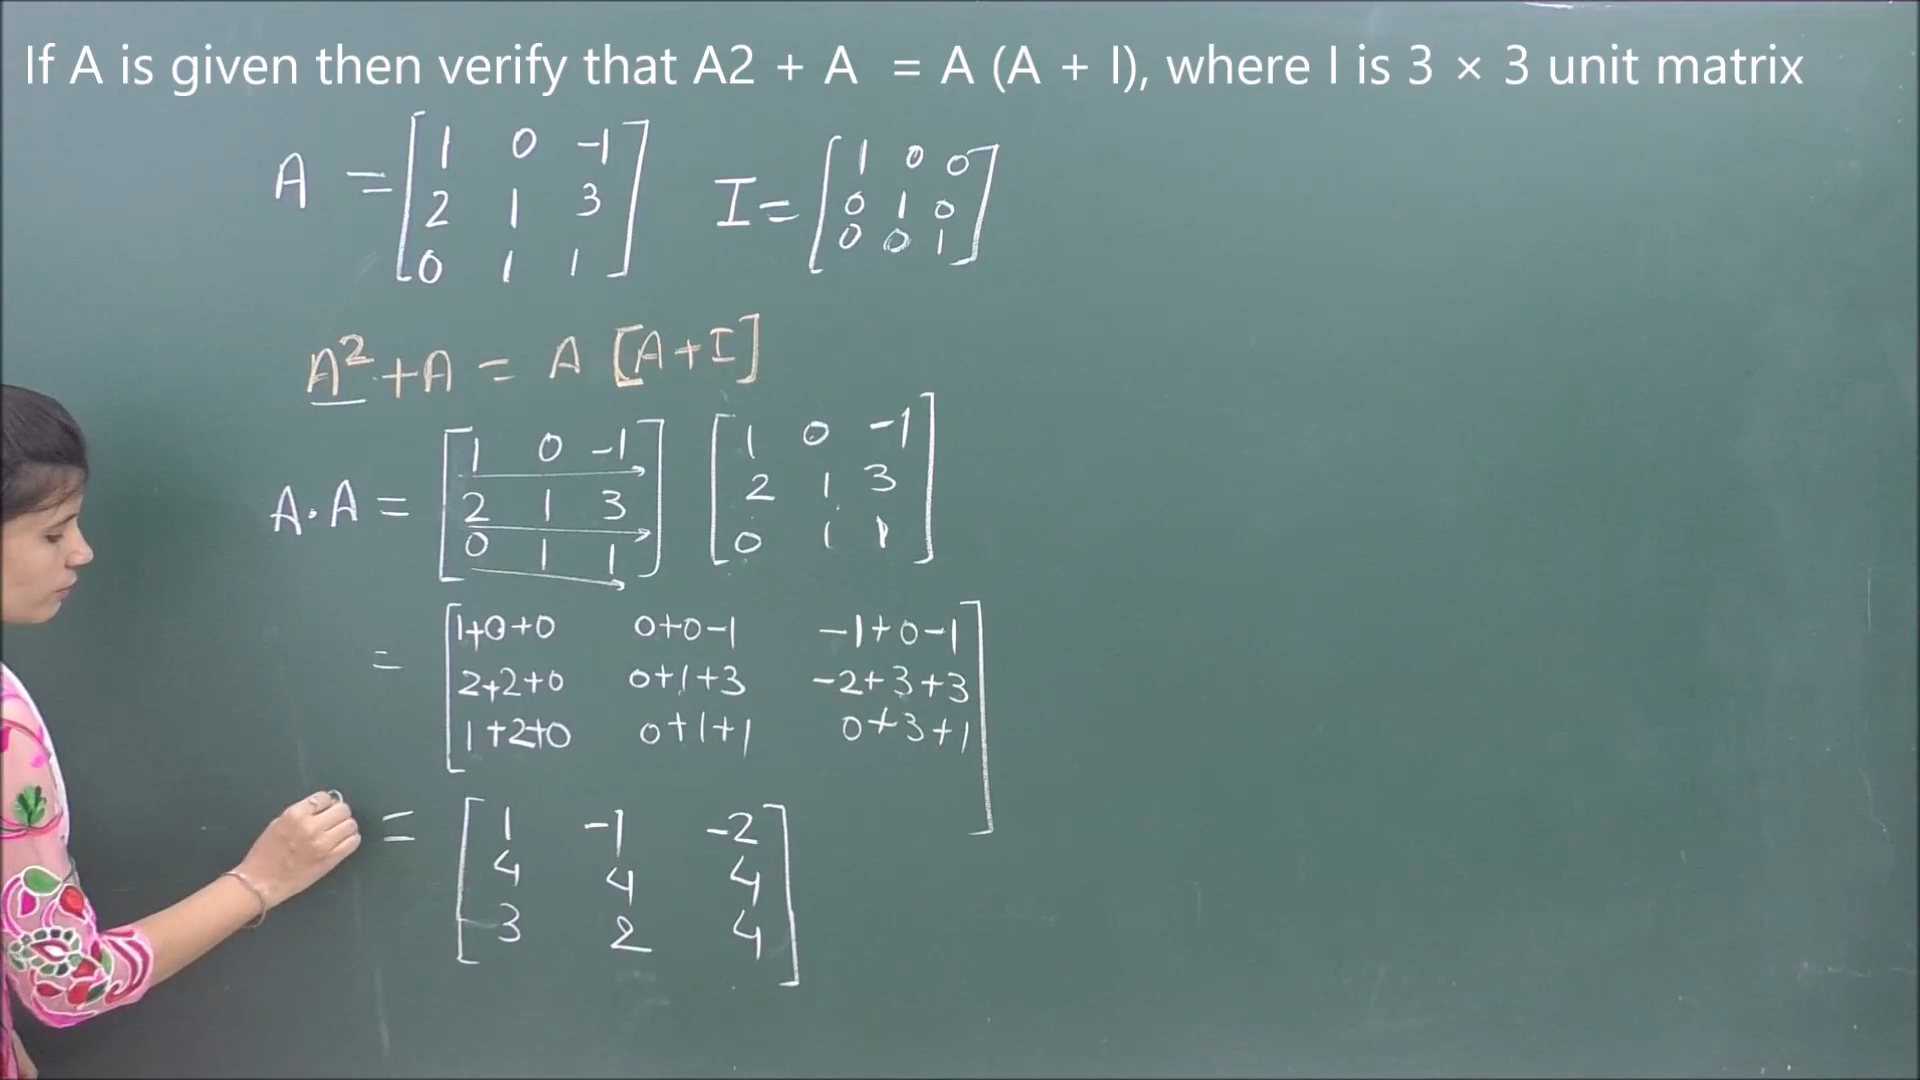 If A is given then verify that A2 + A = A (A + I), where I is 3 × 3 unit matrix
A = [1 0 -1
2 1 3
0 1 1]
I = [1 0 0
0 1 0
0 0 1]
A² + A = A [A + I]
A·A = [1 0 -1
2 1 3
0 1 1]
[1 0 -1
2 1 3
0 1 1]
= [1+0+0 0+0-1 -1+0-1
2+2+0 0+1+3 -2+3+3
1+2+0 0+1+1 0+3+1]
= [1 -1 -2
4 4 4
3 2 4]